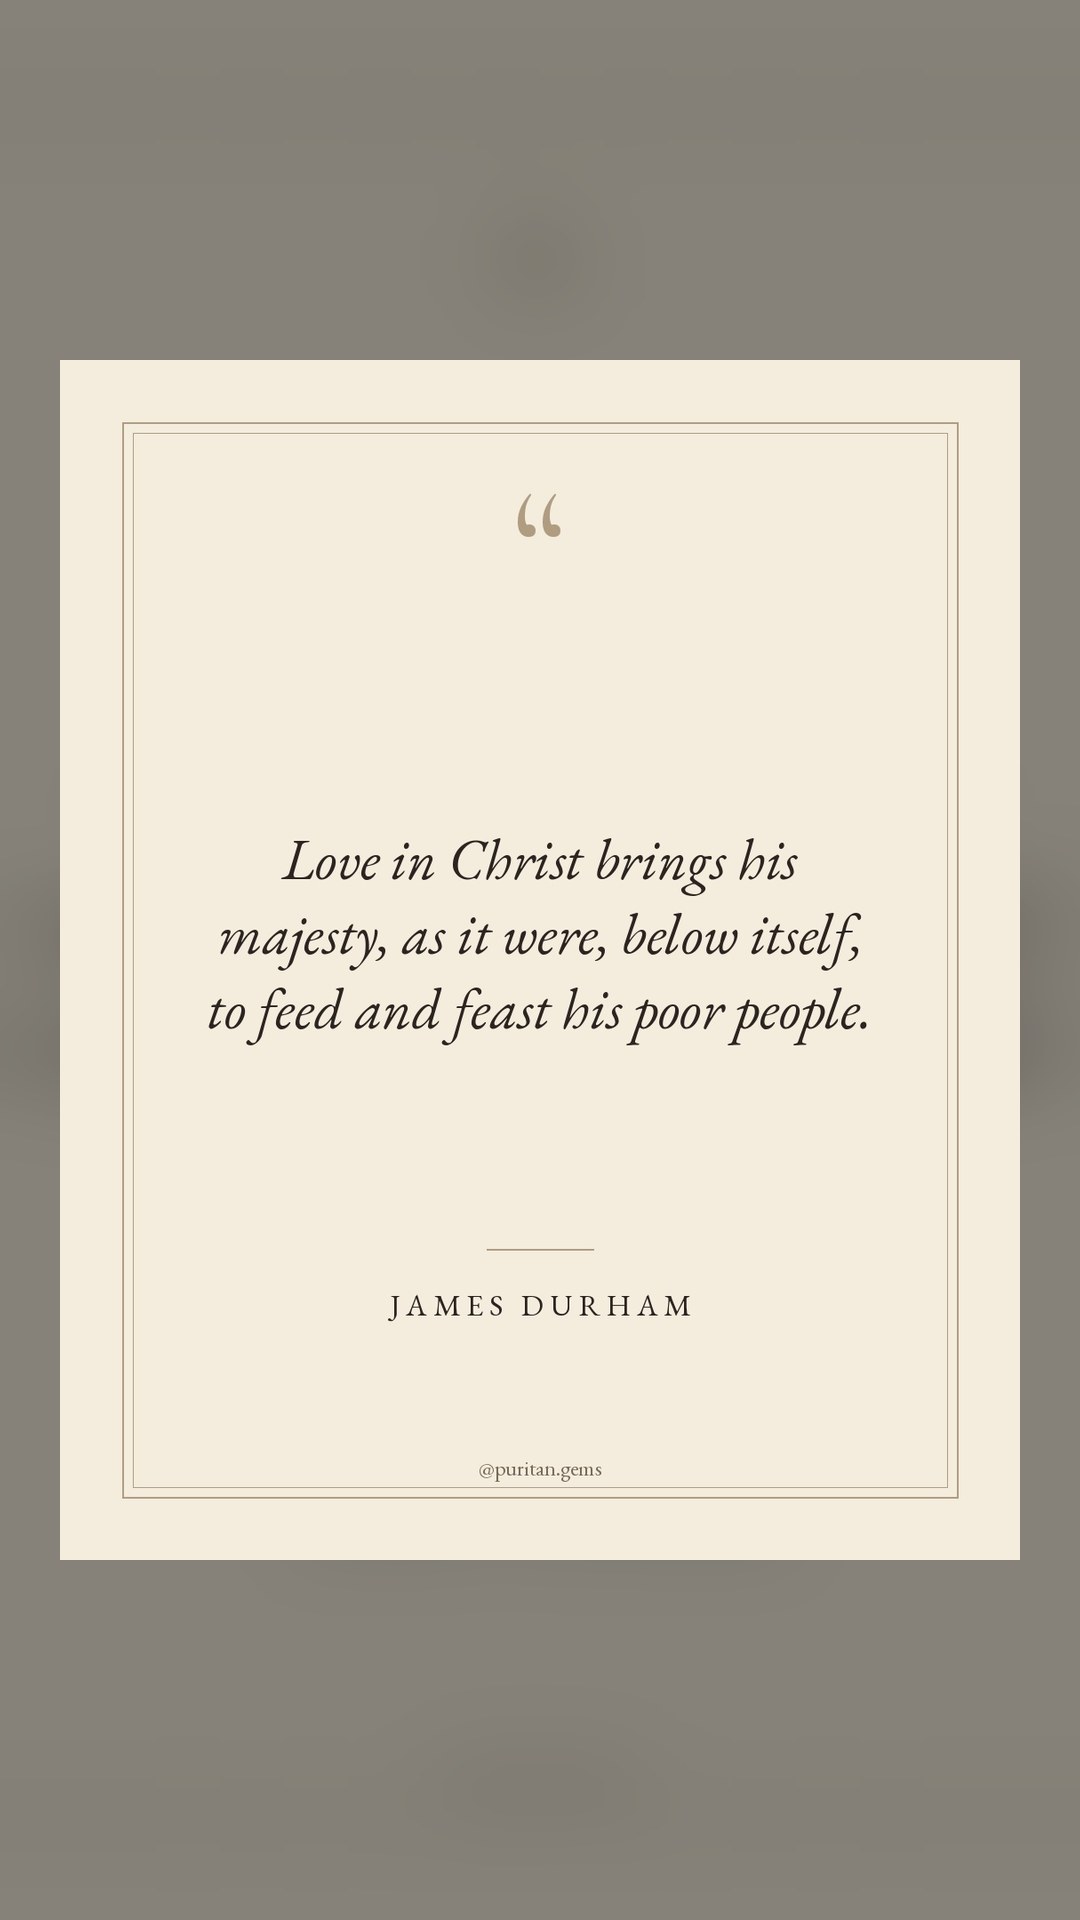 “
Love in Christ brings his
majesty, as it were, below itself,
to feed and feast his poor people.
JAMES DURHAM
@puritan.gems